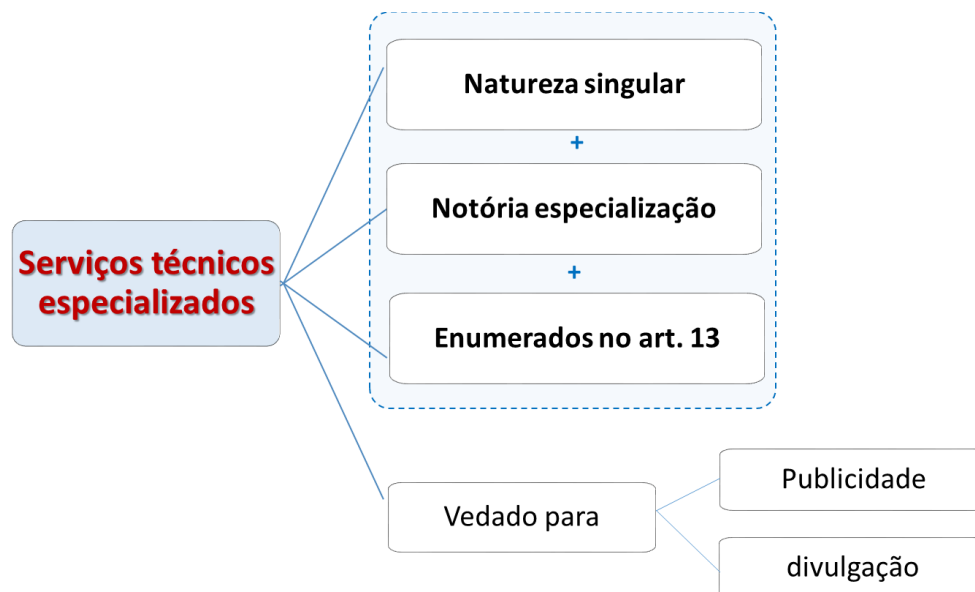 Natureza singular
+
Notória especialização
+
Serviços técnicos
especializados
Enumerados no art. 13
Vedado para
Publicidade
divulgação